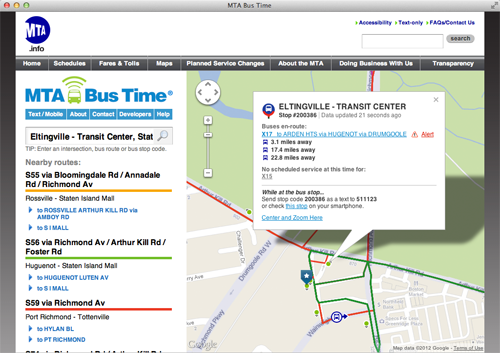 MTA Bus Time
MTA
.info
Accessibility
Text-only
FAQs/Contact Us
search
Home
Schedules
Fares & Tolls
Maps
Planned Service Changes
About the MTA
Doing Business With Us
Transparency
MTA Bus Time®
Text / Mobile
About
Contact
Developers
Help
Eltingville - Transit Center, Stat
TIP: Enter an intersection, bus route or bus stop code.
Nearby routes:
S55 via Bloomingdale Road / Annadale
Rd / Richmond Av
Rossville - Staten Island Mall
to ROSSVILLE ARTHUR KILL RD via
AMBOY RD
to S I MALL
S56 via Richmond Av / Arthur Kill Rd /
Foster Rd
Huguenot - Staten Island Mall
to HUGUENOT LUTEN AV
to S I MALL
S59 via Richmond Av
Port Richmond - Tottenville
to HYLAN BL
to PT RICHMOND
ELTINGVILLE - TRANSIT CENTER
Stop #200386 | Data updated 21 seconds ago
Buses en-route:
X17 to ARDEN HTS via HUGENOT via DRUMGOOLE
Alert
3.1 miles away
17.4 miles away
22.8 miles away
No scheduled service at this time for:
X15
While at the bus stop...
Send stop code 200386 as a text to 511123
or check this stop on your smartphone.
Center and Zoom Here
Arthur Kill Rd
Drumgoole Rd W
Richmond Pkwy
Google
Map data ©2012 Google - Terms of Use